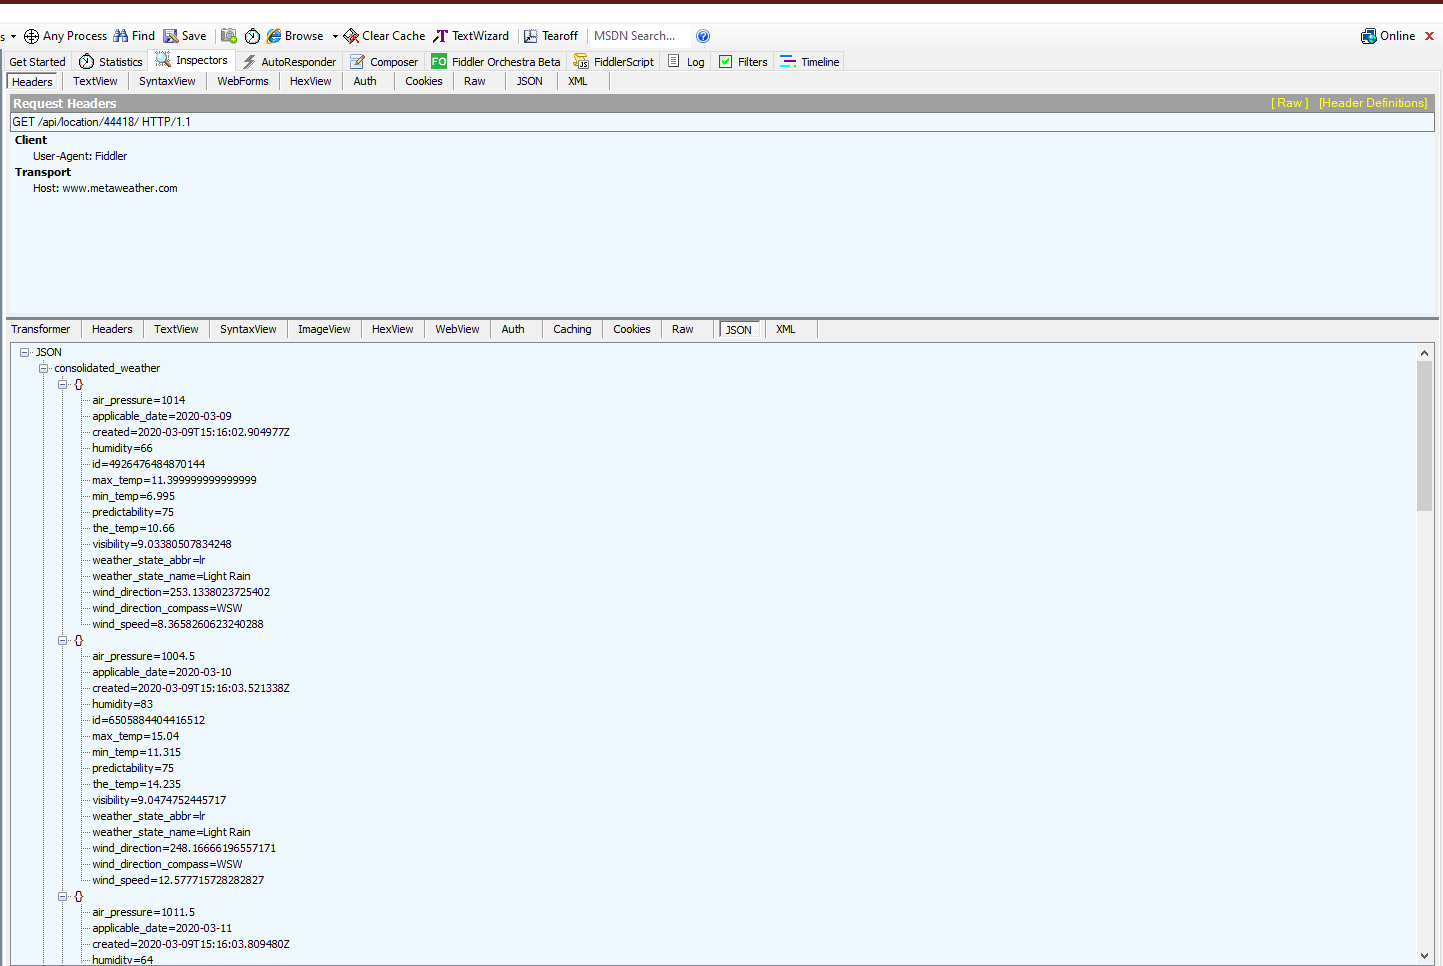 s Any Process Find Save Browse Clear Cache TextWizard Tearoff MSDN Search... Online
Get Started Statistics Inspectors AutoResponder Composer FO Fiddler Orchestra Beta FiddlerScript Log Filters Timeline
Headers TextView SyntaxView WebForms HexView Auth Cookies Raw JSON XML
Request Headers [ Raw ] [Header Definitions]
GET /api/location/44418/ HTTP/1.1
Client
User-Agent: Fiddler
Transport
Host: www.metaweather.com
Transformer Headers TextView SyntaxView ImageView HexView WebView Auth Caching Cookies Raw JSON XML
JSON
consolidated_weather
{}
air_pressure=1014
applicable_date=2020-03-09
created=2020-03-09T15:16:02.904977Z
humidity=66
id=4926476484870144
max_temp=11.399999999999999
min_temp=6.995
predictability=75
the_temp=10.66
visibility=9.03380507834248
weather_state_abbr=lr
weather_state_name=Light Rain
wind_direction=253.1338023725402
wind_direction_compass=WSW
wind_speed=8.3658260623240288
{}
air_pressure=1004.5
applicable_date=2020-03-10
created=2020-03-09T15:16:03.521338Z
humidity=83
id=6505884404416512
max_temp=15.04
min_temp=11.315
predictability=75
the_temp=14.235
visibility=9.0474752445717
weather_state_abbr=lr
weather_state_name=Light Rain
wind_direction=248.16666196557171
wind_direction_compass=WSW
wind_speed=12.577715728282827
{}
air_pressure=1011.5
applicable_date=2020-03-11
created=2020-03-09T15:16:03.809480Z
humidity=64